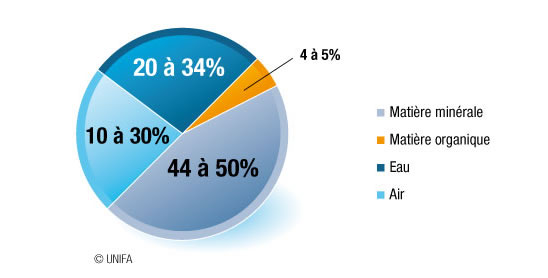 4 à 5%
20 à 34%
10 à 30%
44 à 50%
Matière minérale
Matière organique
Eau
Air
© UNIFA